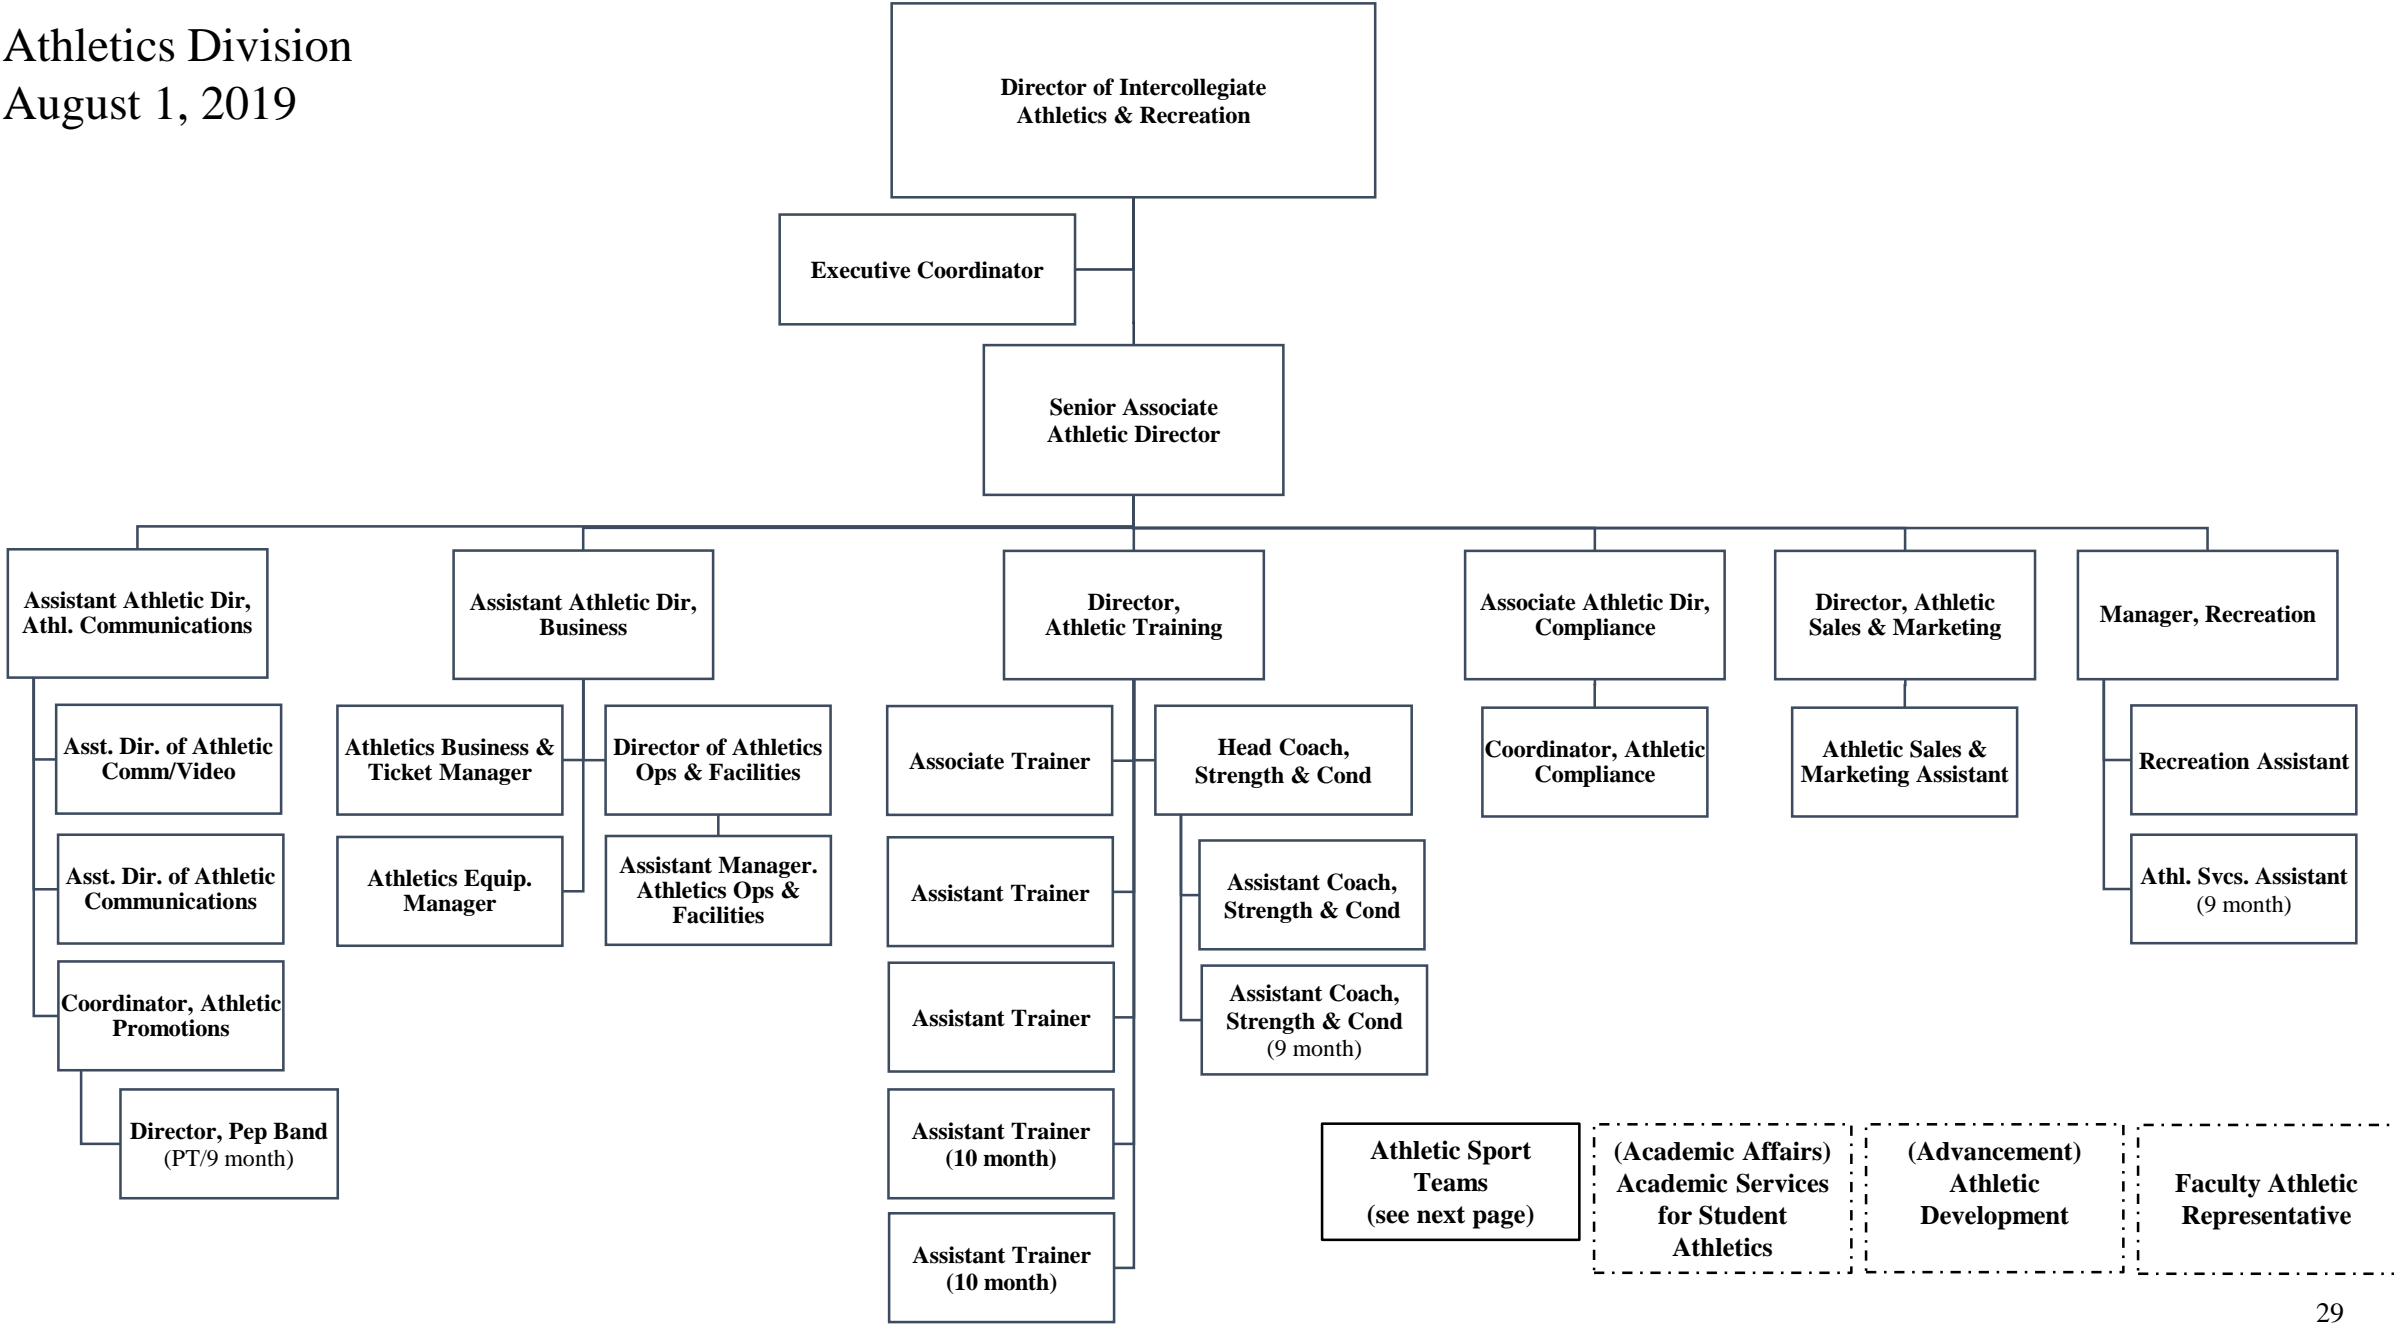 Athletics Division
August 1, 2019
Director of Intercollegiate
Athletics & Recreation
Executive Coordinator
Senior Associate
Athletic Director
Assistant Athletic Dir,
Athl. Communications
Assistant Athletic Dir,
Business
Director,
Athletic Training
Associate Athletic Dir,
Compliance
Director, Athletic
Sales & Marketing
Manager, Recreation
Asst. Dir. of Athletic
Comm/Video
Asst. Dir. of Athletic
Communications
Coordinator, Athletic
Promotions
Director, Pep Band
(PT/9 month)
Athletics Business &
Ticket Manager
Athletics Equip.
Manager
Director of Athletics
Ops & Facilities
Assistant Manager.
Athletics Ops &
Facilities
Associate Trainer
Assistant Trainer
Assistant Trainer
Assistant Trainer
(10 month)
Assistant Trainer
(10 month)
Head Coach,
Strength & Cond
Assistant Coach,
Strength & Cond
Assistant Coach,
Strength & Cond
(9 month)
Coordinator, Athletic
Compliance
Athletic Sales &
Marketing Assistant
Recreation Assistant
Athl. Svcs. Assistant
(9 month)
Athletic Sport
Teams
(see next page)
(Academic Affairs)
Academic Services
for Student
Athletics
(Advancement)
Athletic
Development
Faculty Athletic
Representative
29